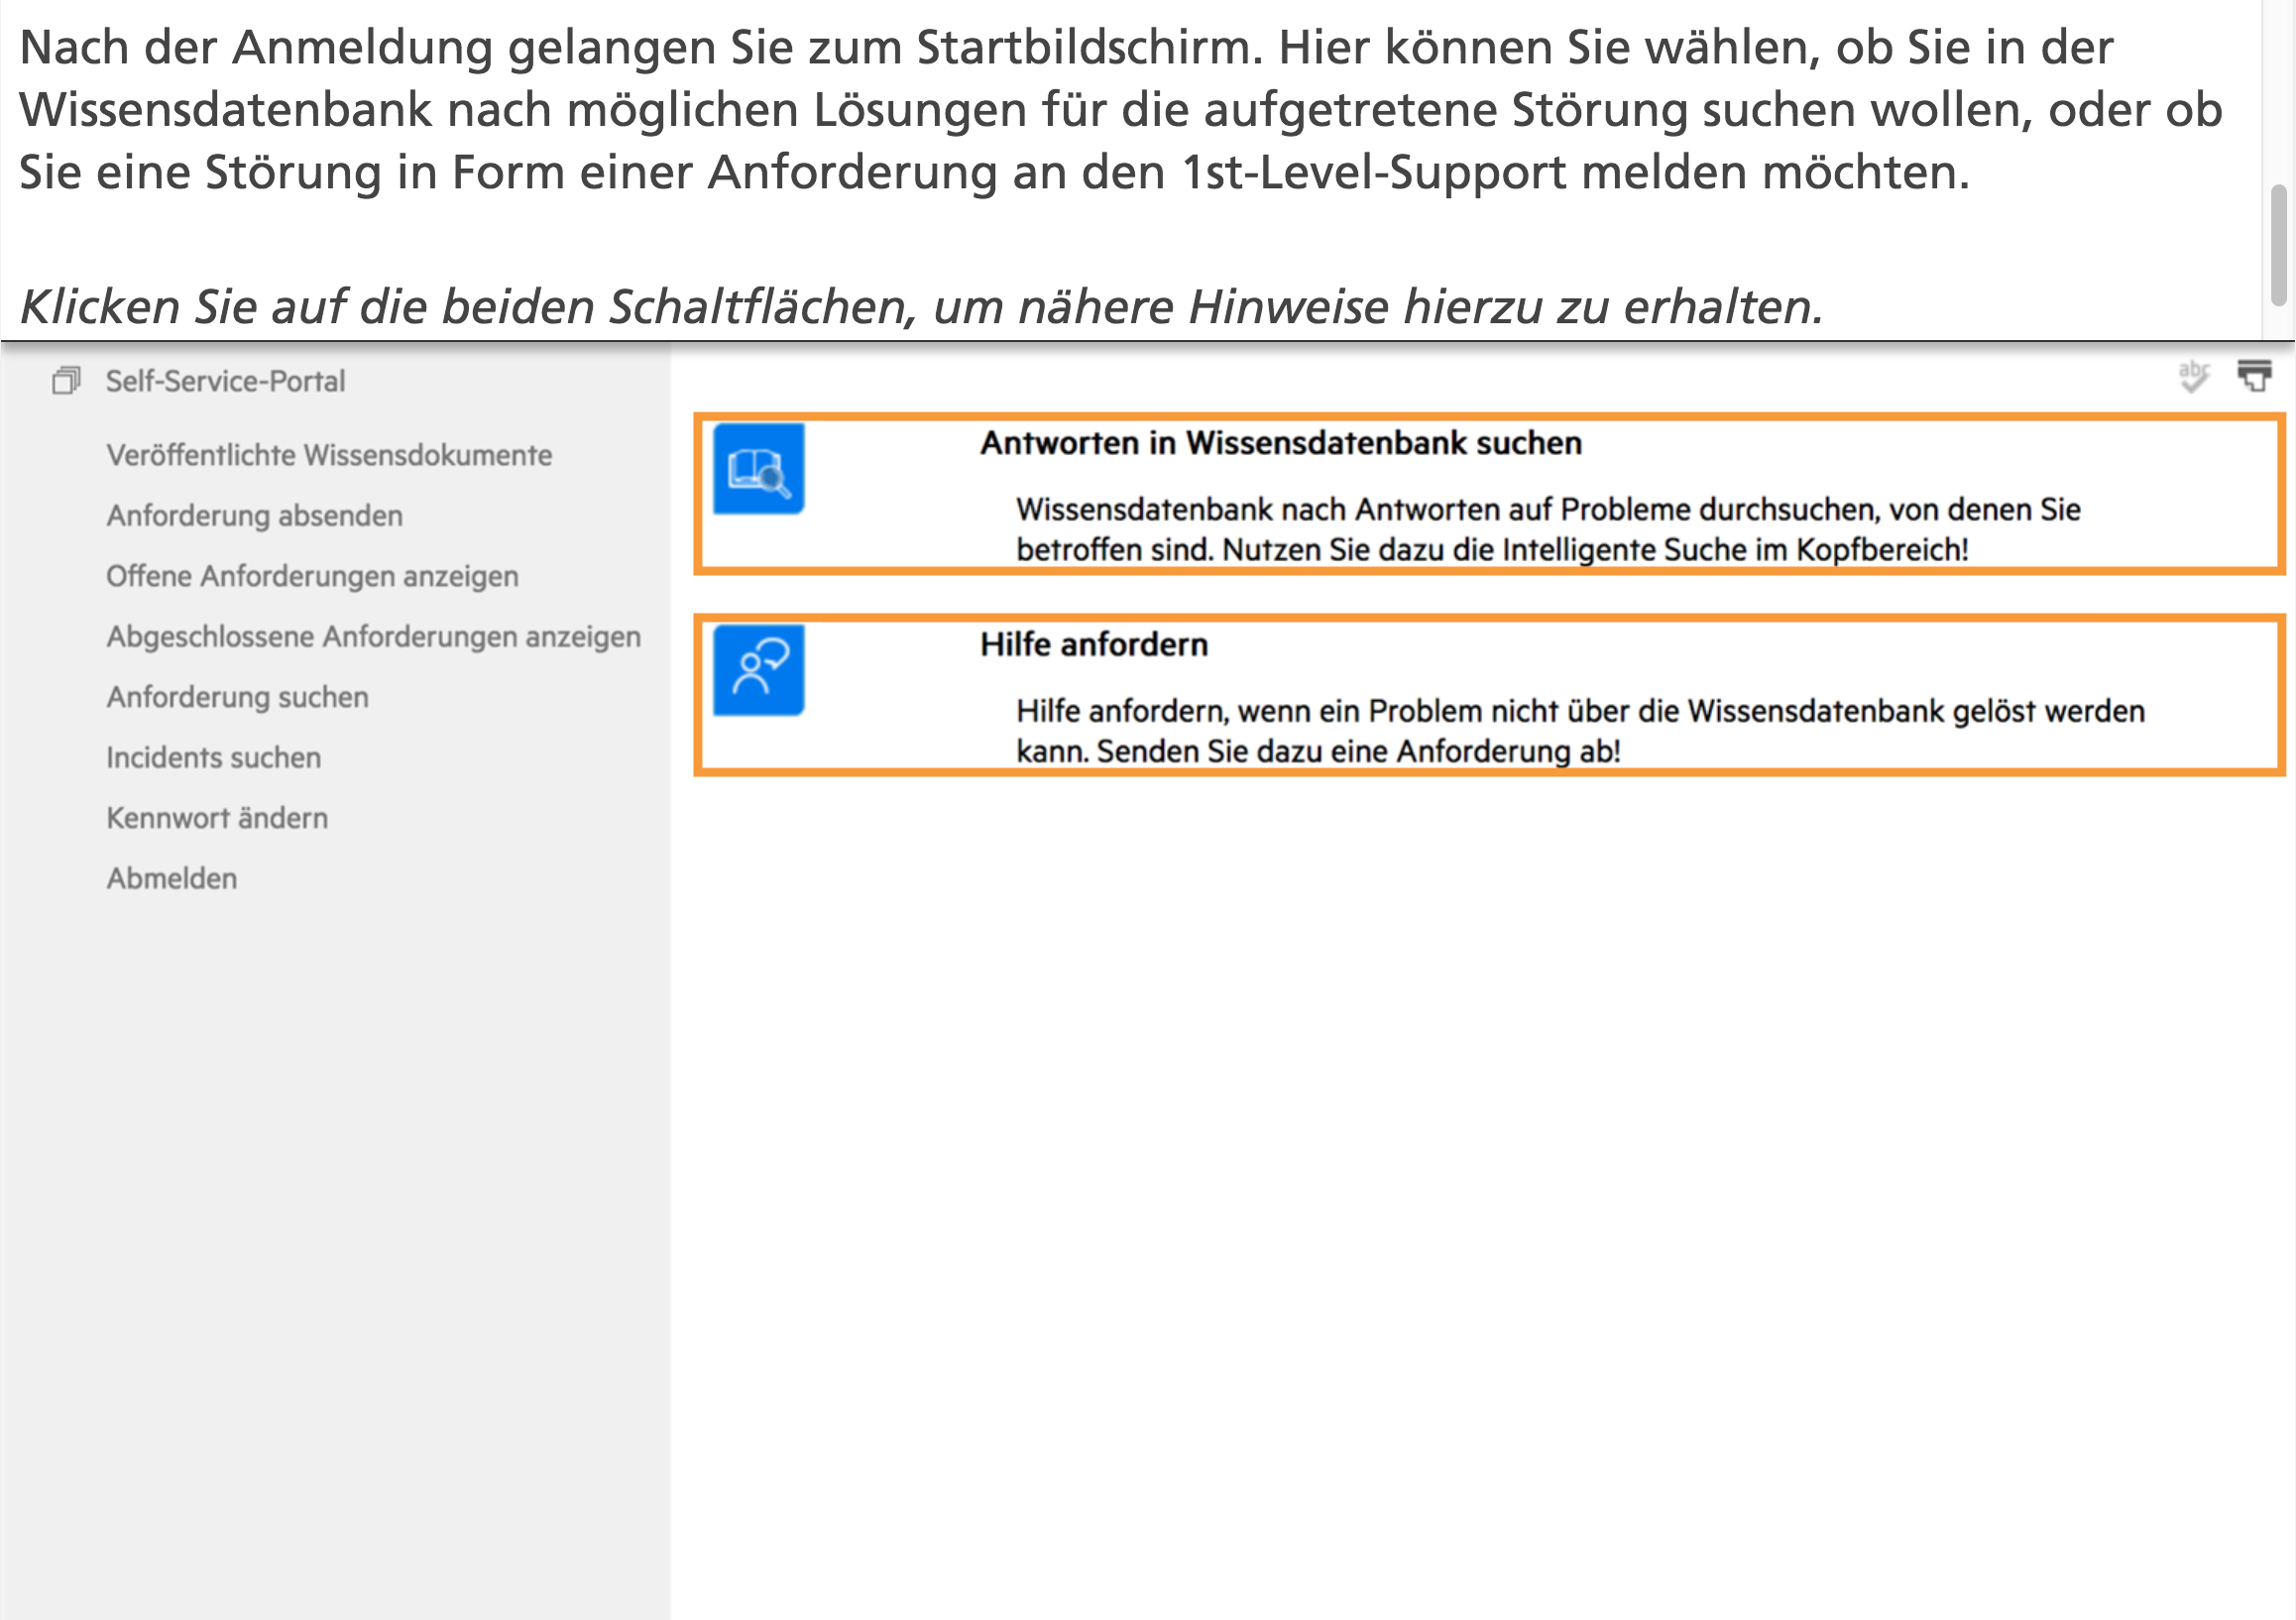 Nach der Anmeldung gelangen Sie zum Startbildschirm. Hier können Sie wählen, ob Sie in der
Wissensdatenbank nach möglichen Lösungen für die aufgetretene Störung suchen wollen, oder ob
Sie eine Störung in Form einer Anforderung an den 1st-Level-Support melden möchten.
Klicken Sie auf die beiden Schaltflächen, um nähere Hinweise hierzu zu erhalten.
Self-Service-Portal
Veröffentlichte Wissensdokumente
Anforderung absenden
Offene Anforderungen anzeigen
Abgeschlossene Anforderungen anzeigen
Anforderung suchen
Incidents suchen
Kennwort ändern
Abmelden
abc
Antworten in Wissensdatenbank suchen
Wissensdatenbank nach Antworten auf Probleme durchsuchen, von denen Sie
betroffen sind. Nutzen Sie dazu die Intelligente Suche im Kopfbereich!
Hilfe anfordern
Hilfe anfordern, wenn ein Problem nicht über die Wissensdatenbank gelöst werden
kann. Senden Sie dazu eine Anforderung ab!